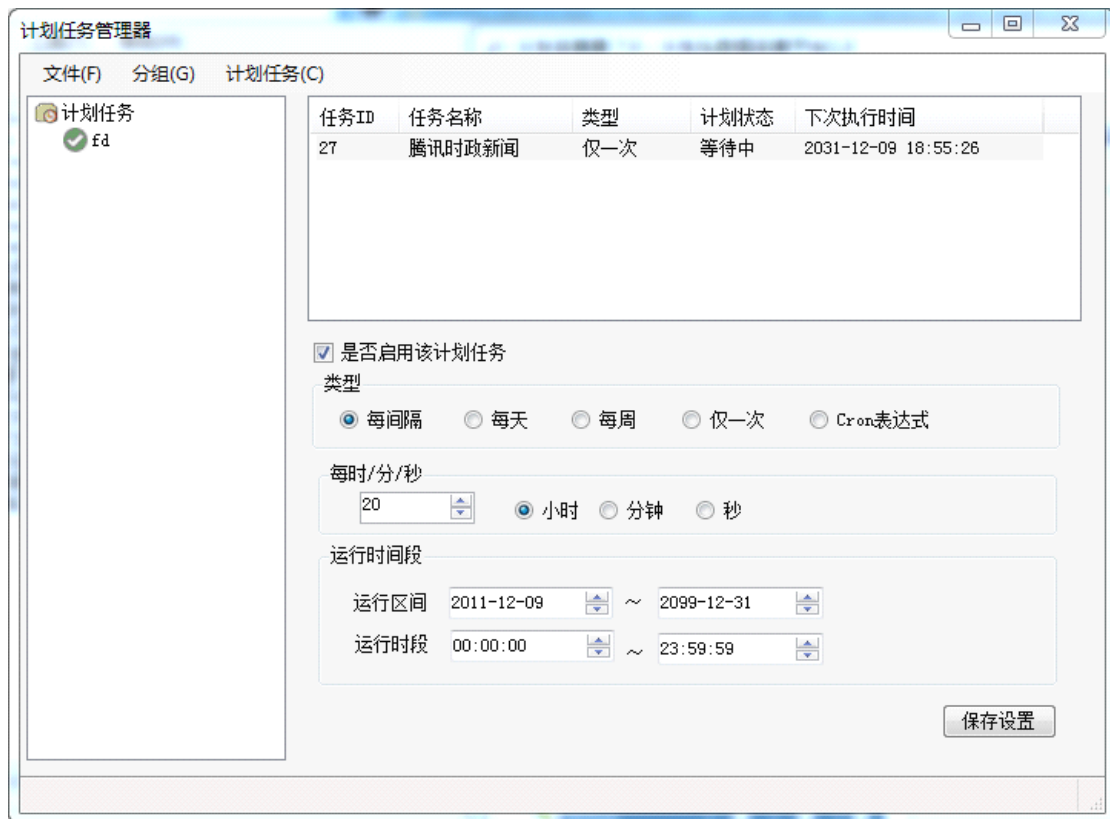 计划任务管理器
文件(F) 分组(G) 计划任务(C)
计划任务
fd
任务ID 任务名称 类型 计划状态 下次执行时间
27 腾讯时政新闻 仅一次 等待中 2031-12-09 18:55:26
是否启用该计划任务
类型
每间隔 每天 每周 仅一次 Cron表达式
每时/分/秒
20 小时 分钟 秒
运行时间段
运行区间 2011-12-09 ~ 2099-12-31
运行时段 00:00:00 ~ 23:59:59
保存设置